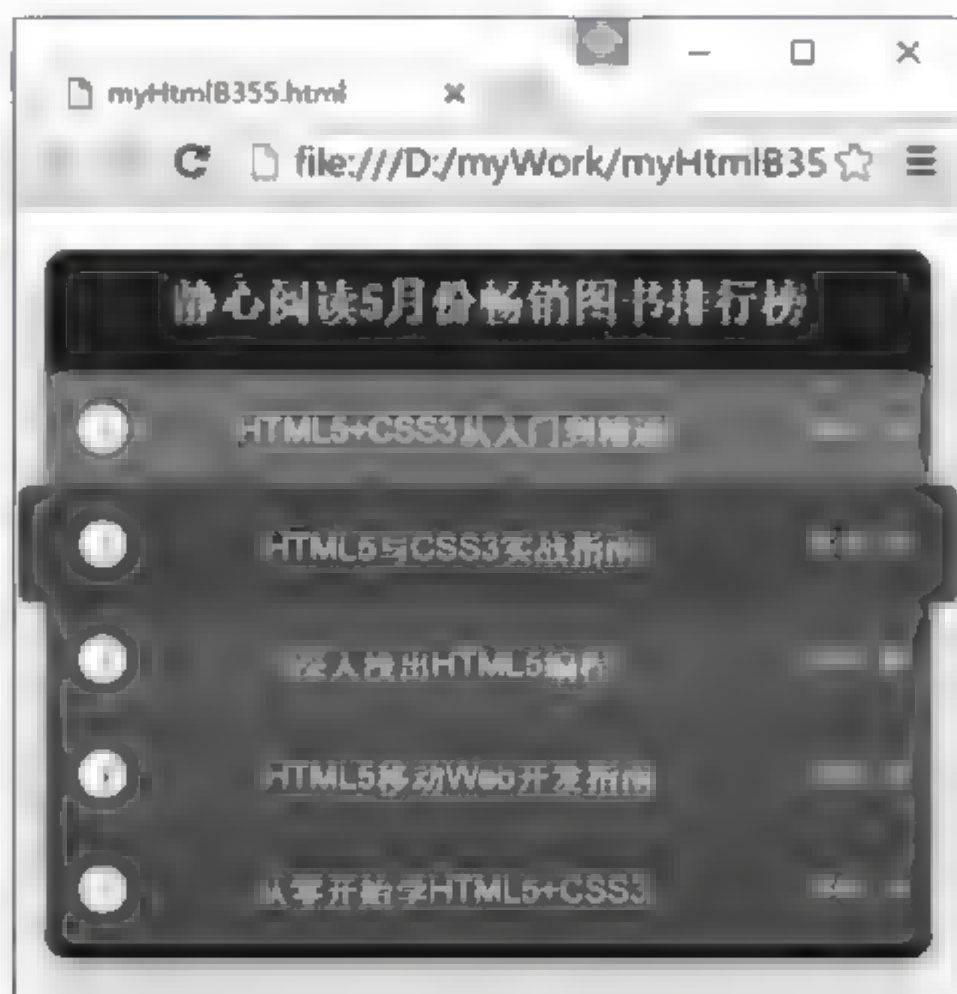 myHtmlB355.html
file:///D:/myWork/myHtmlB35
静心阅读5月份畅销图书排行榜
HTML5+CSS3从入门到精通
HTML5与CSS3实战指南
深入浅出HTML5编程
HTML5移动Web开发指南
从零开始学HTML5+CSS3